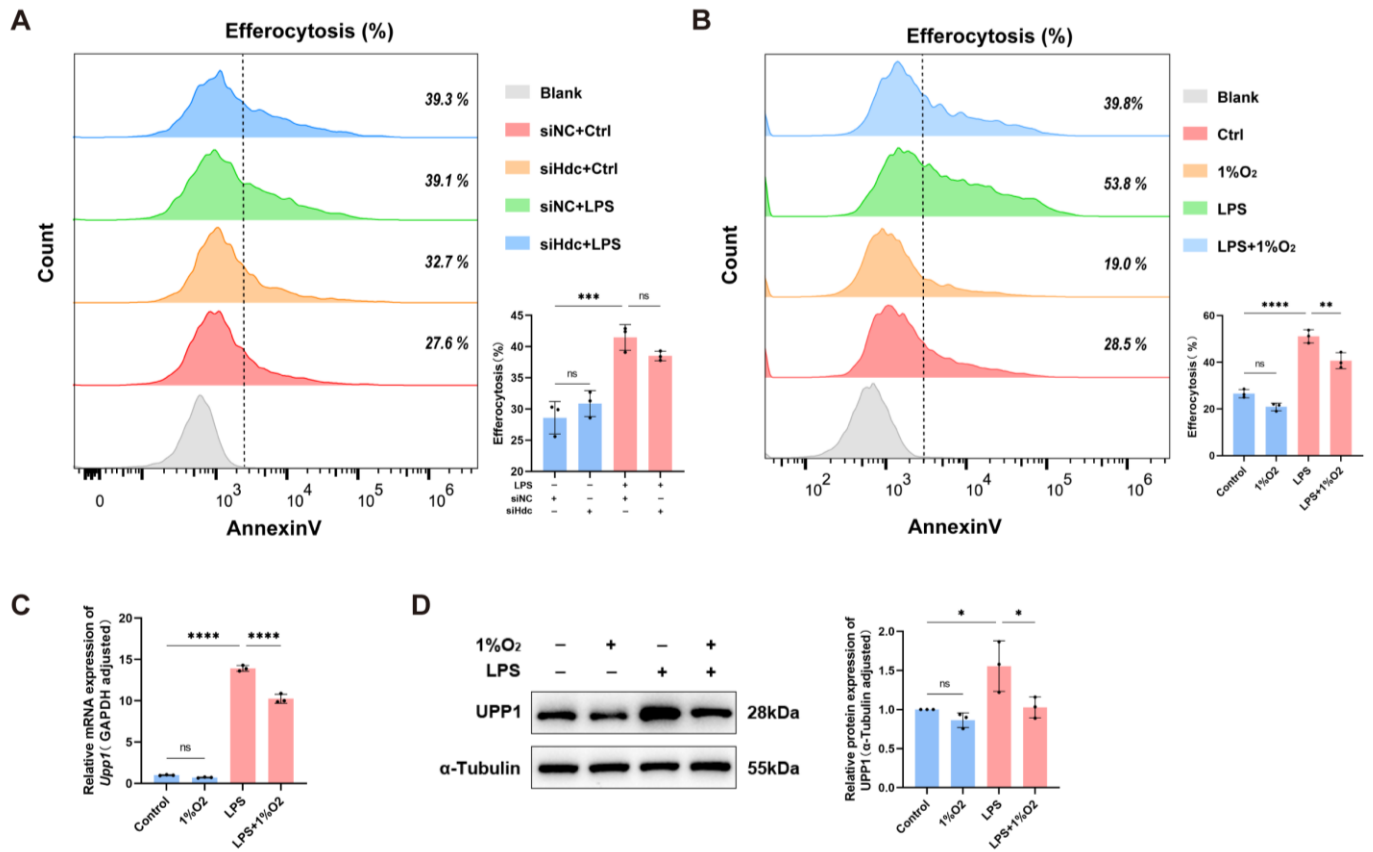 A
Efferocytosis (%)
39.3 %
39.1 %
32.7 %
27.6 %
Count
0 10³ 10⁴ 10⁵ 10⁶
AnnexinV
Blank
siNC+Ctrl
siHdc+Ctrl
siNC+LPS
siHdc+LPS
*** ns
ns
Efferocytosis(%)
45
40
35
30
25
20
LPS – – + +
siNC + – + –
siHdc – + – +
B
Efferocytosis (%)
39.8%
53.8 %
19.0 %
28.5 %
Count
10² 10³ 10⁴ 10⁵ 10⁶
AnnexinV
Blank
Ctrl
1%O₂
LPS
LPS+1%O₂
**** **
ns
Efferocytosis( %)
60
40
20
0
Control 1%O2 LPS LPS+1%O2
C
Relative mRNA expression of
Upp1( GAPDH adjusted)
20
15
10
5
0
**** ****
ns
Control 1%O2 LPS LPS+1%O2
D
1%O₂ – + – +
LPS – – + +
UPP1 28kDa
α-Tubulin 55kDa
Relative protein expression of
UPP1(α-Tubulin adjusted)
2.0
1.5
1.0
0.5
0.0
* *
ns
Control 1%O2 LPS LPS+1%O2